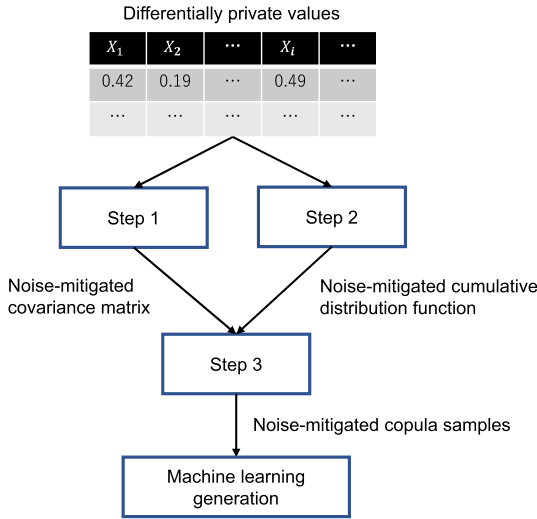 Differentially private values
X1 X2 ⋯ Xi ⋯
0.42 0.19 ⋯ 0.49 ⋯
⋯ ⋯ ⋯ ⋯
Step 1 Step 2
Noise-mitigated
covariance matrix
Noise-mitigated cumulative
distribution function
Step 3
Noise-mitigated copula samples
Machine learning
generation